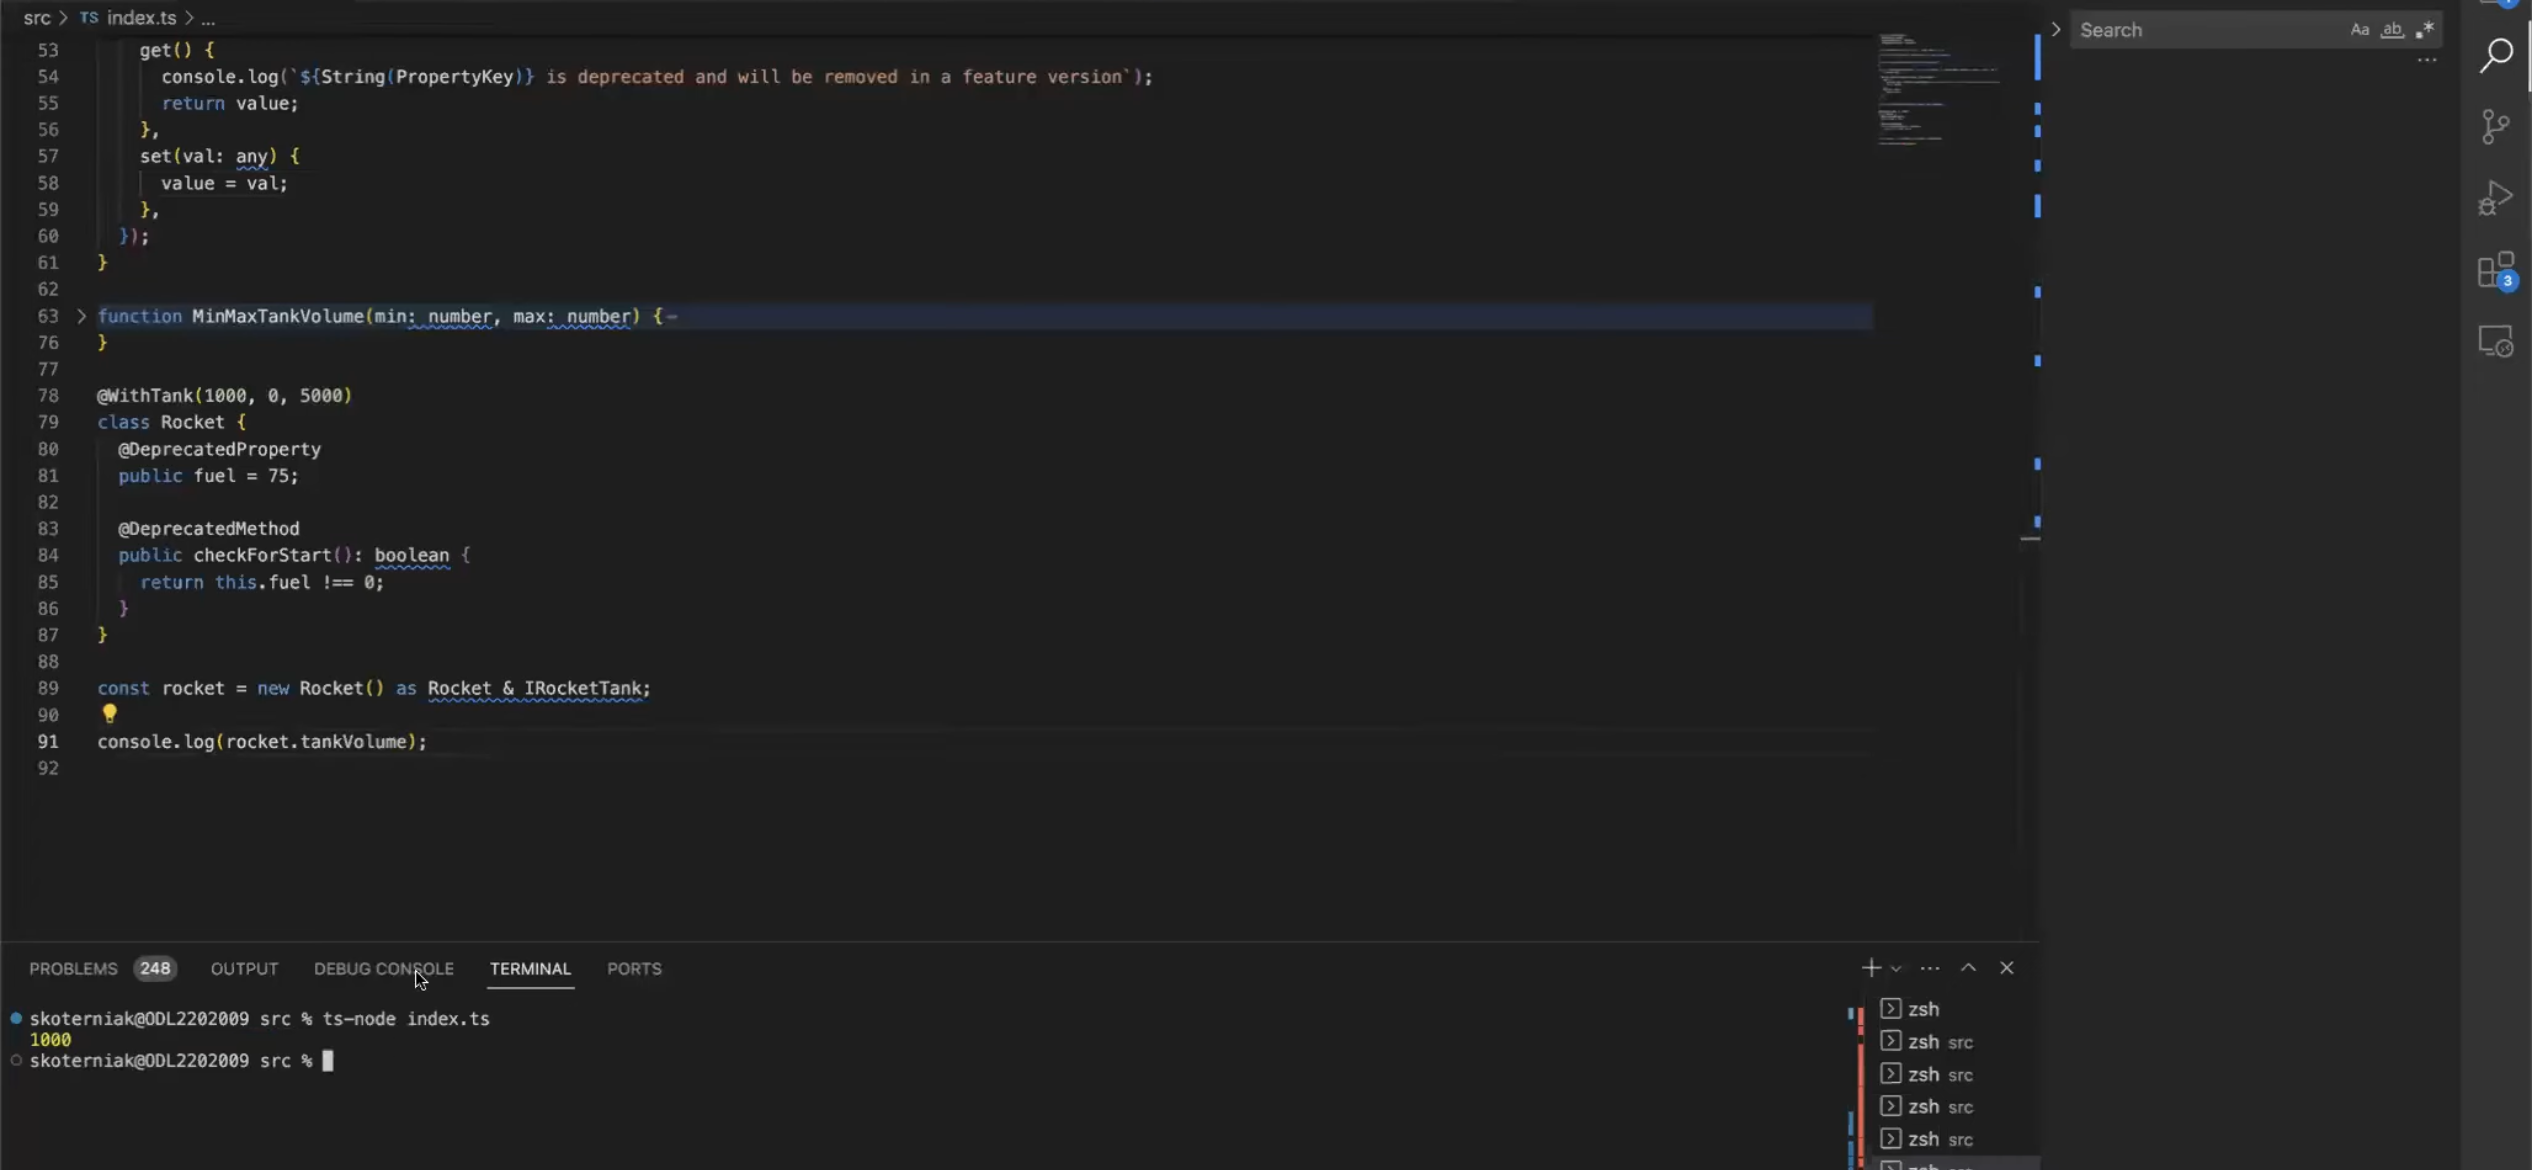 src > TS index.ts > ...
53 get() {
54 console.log(`${String(PropertyKey)} is deprecated and will be removed in a feature version`);
55 return value;
56 },
57 set(val: any) {
58 value = val;
59 },
60 });
61 }
62
63 function MinMaxTankVolume(min: number, max: number) {
76 }
77
78 @WithTank(1000, 0, 5000)
79 class Rocket {
80 @DeprecatedProperty
81 public fuel = 75;
82
83 @DeprecatedMethod
84 public checkForStart(): boolean {
85 return this.fuel !== 0;
86 }
87 }
88
89 const rocket = new Rocket() as Rocket & IRocketTank;
90
91 console.log(rocket.tankVolume);
92
Search Aa ab .*
...
3
PROBLEMS 248 OUTPUT DEBUG CONSOLE TERMINAL PORTS
skoterniak@ODL2202009 src % ts-node index.ts
1000
skoterniak@ODL2202009 src %
zsh
zsh src
zsh src
zsh src
zsh src